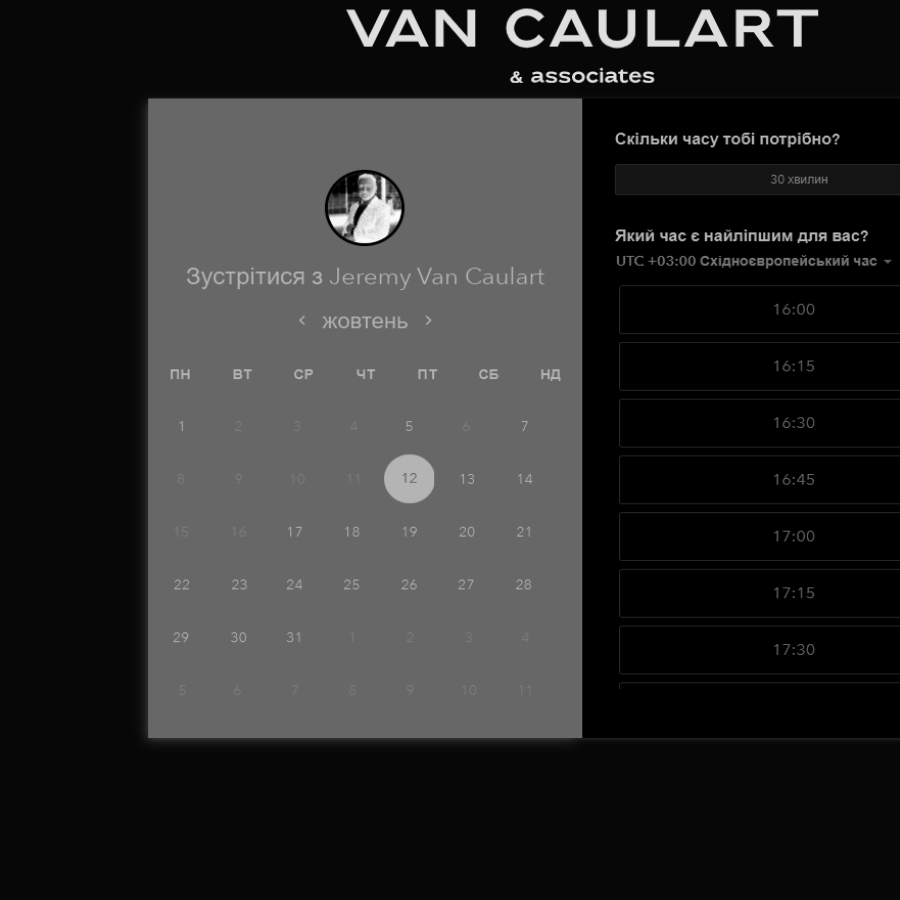 VAN CAULART
& associates
Зустрітися з Jeremy Van Caulart
жовтень
ПН ВТ СР ЧТ ПТ СБ НД
1 2 3 4 5 6 7
8 9 10 11 12 13 14
15 16 17 18 19 20 21
22 23 24 25 26 27 28
29 30 31 1 2 3 4
5 6 7 8 9 10 11
Скільки часу тобі потрібно?
30 хвилин
Який час є найліпшим для вас?
UTC +03:00 Східноєвропейський час
16:00
16:15
16:30
16:45
17:00
17:15
17:30